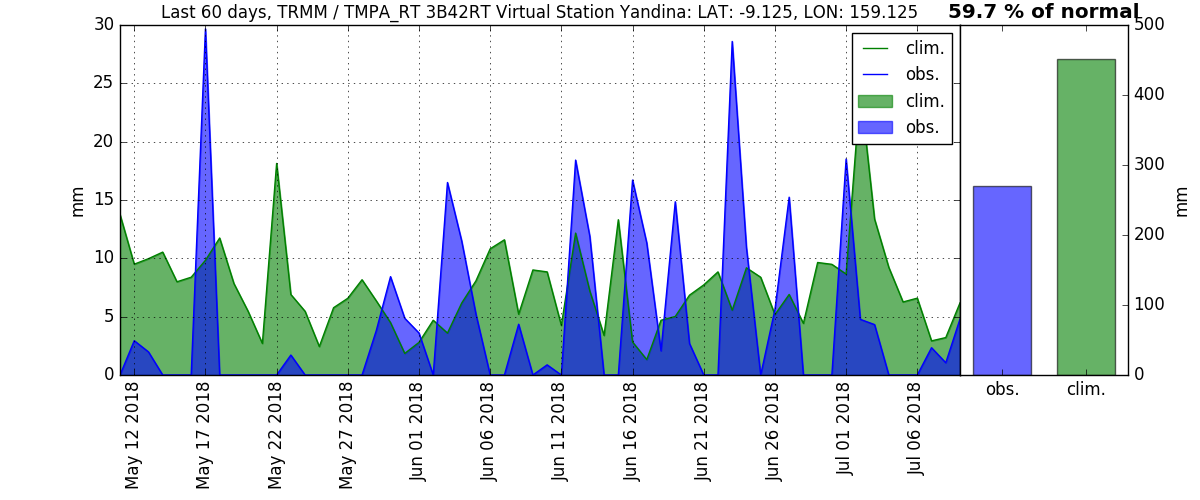 Last 60 days, TRMM / TMPA_RT 3B42RT Virtual Station Yandina: LAT: -9.125, LON: 159.125
59.7 % of normal
30
25
20
15
10
5
0
mm
clim.
obs.
clim.
obs.
500
400
300
200
100
0
mm
obs.
clim.
May 12 2018
May 17 2018
May 22 2018
May 27 2018
Jun 01 2018
Jun 06 2018
Jun 11 2018
Jun 16 2018
Jun 21 2018
Jun 26 2018
Jul 01 2018
Jul 06 2018